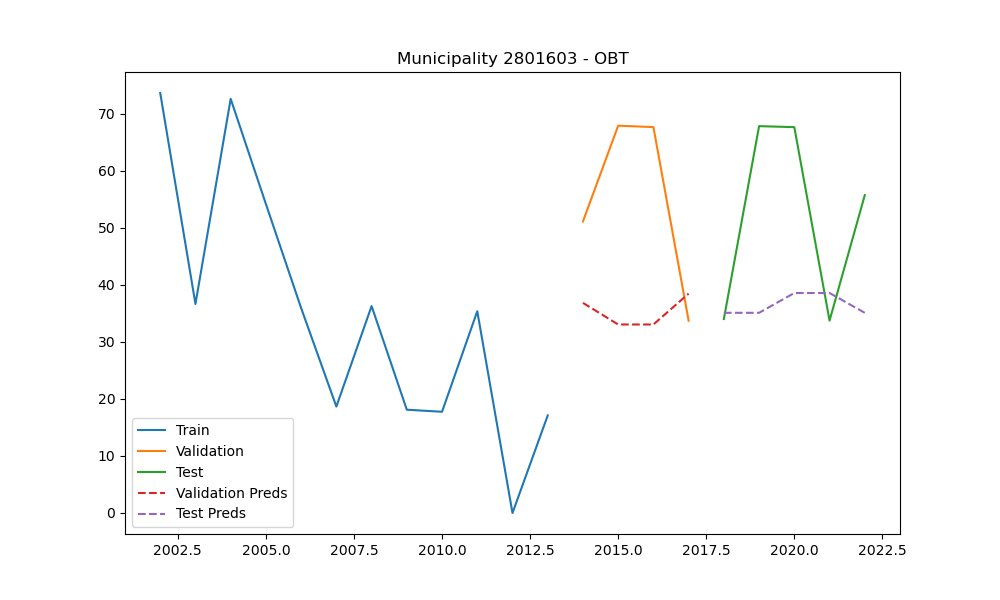 Municipality 2801603 - OBT
70
60
50
40
30
20
10
0
Train
Validation
Test
Validation Preds
Test Preds
2002.5 2005.0 2007.5 2010.0 2012.5 2015.0 2017.5 2020.0 2022.5